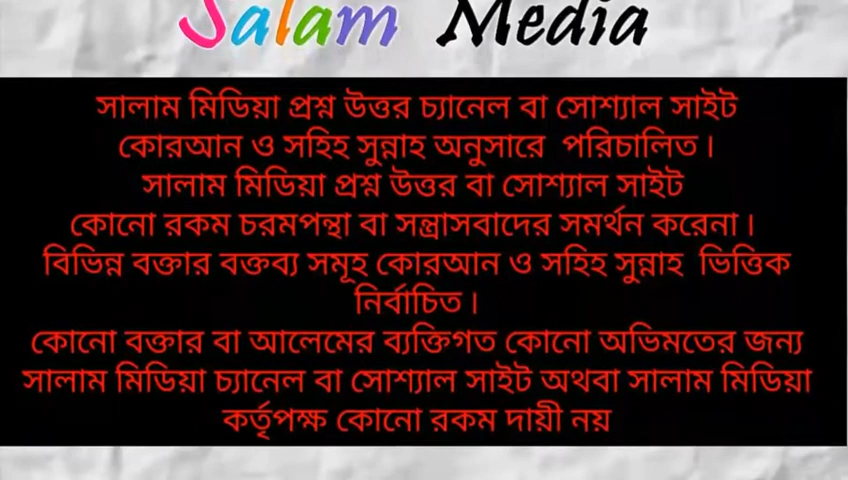 Salam Media
সালাম মিডিয়া প্রশ্ন উত্তর চ্যানেল বা সোশ্যাল সাইট
কোরআন ও সহিহ সুন্নাহ অনুসারে পরিচালিত।
সালাম মিডিয়া প্রশ্ন উত্তর বা সোশ্যাল সাইট
কোনো রকম চরমপন্থা বা সন্ত্রাসবাদের সমর্থন করেনা।
বিভিন্ন বক্তার বক্তব্য সমূহ কোরআন ও সহিহ সুন্নাহ ভিত্তিক
নির্বাচিত।
কোনো বক্তার বা আলেমের ব্যক্তিগত কোনো অভিমতের জন্য
সালাম মিডিয়া চ্যানেল বা সোশ্যাল সাইট অথবা সালাম মিডিয়া
কর্তৃপক্ষ কোনো রকম দায়ী নয়